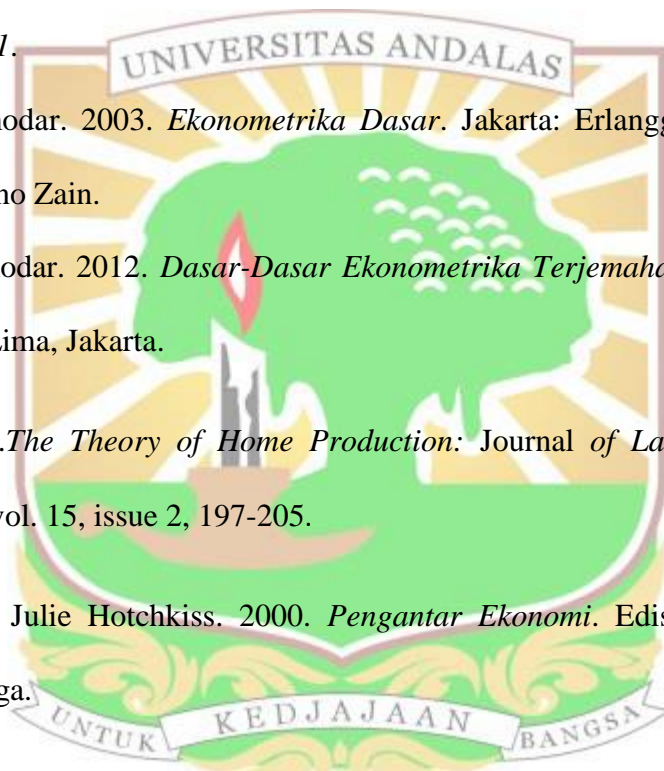 UNIVERSITAS ANDALAS
odar. 2003. Ekonometrika Dasar. Jakarta: Erlangg
no Zain.
odar. 2012. Dasar-Dasar Ekonometrika Terjemaha
Lima, Jakarta.
.The Theory of Home Production: Journal of La
vol. 15, issue 2, 197-205.
Julie Hotchkiss. 2000. Pengantar Ekonomi. Edis
ga.
UNTUK KEDJAJAAN BANGSA